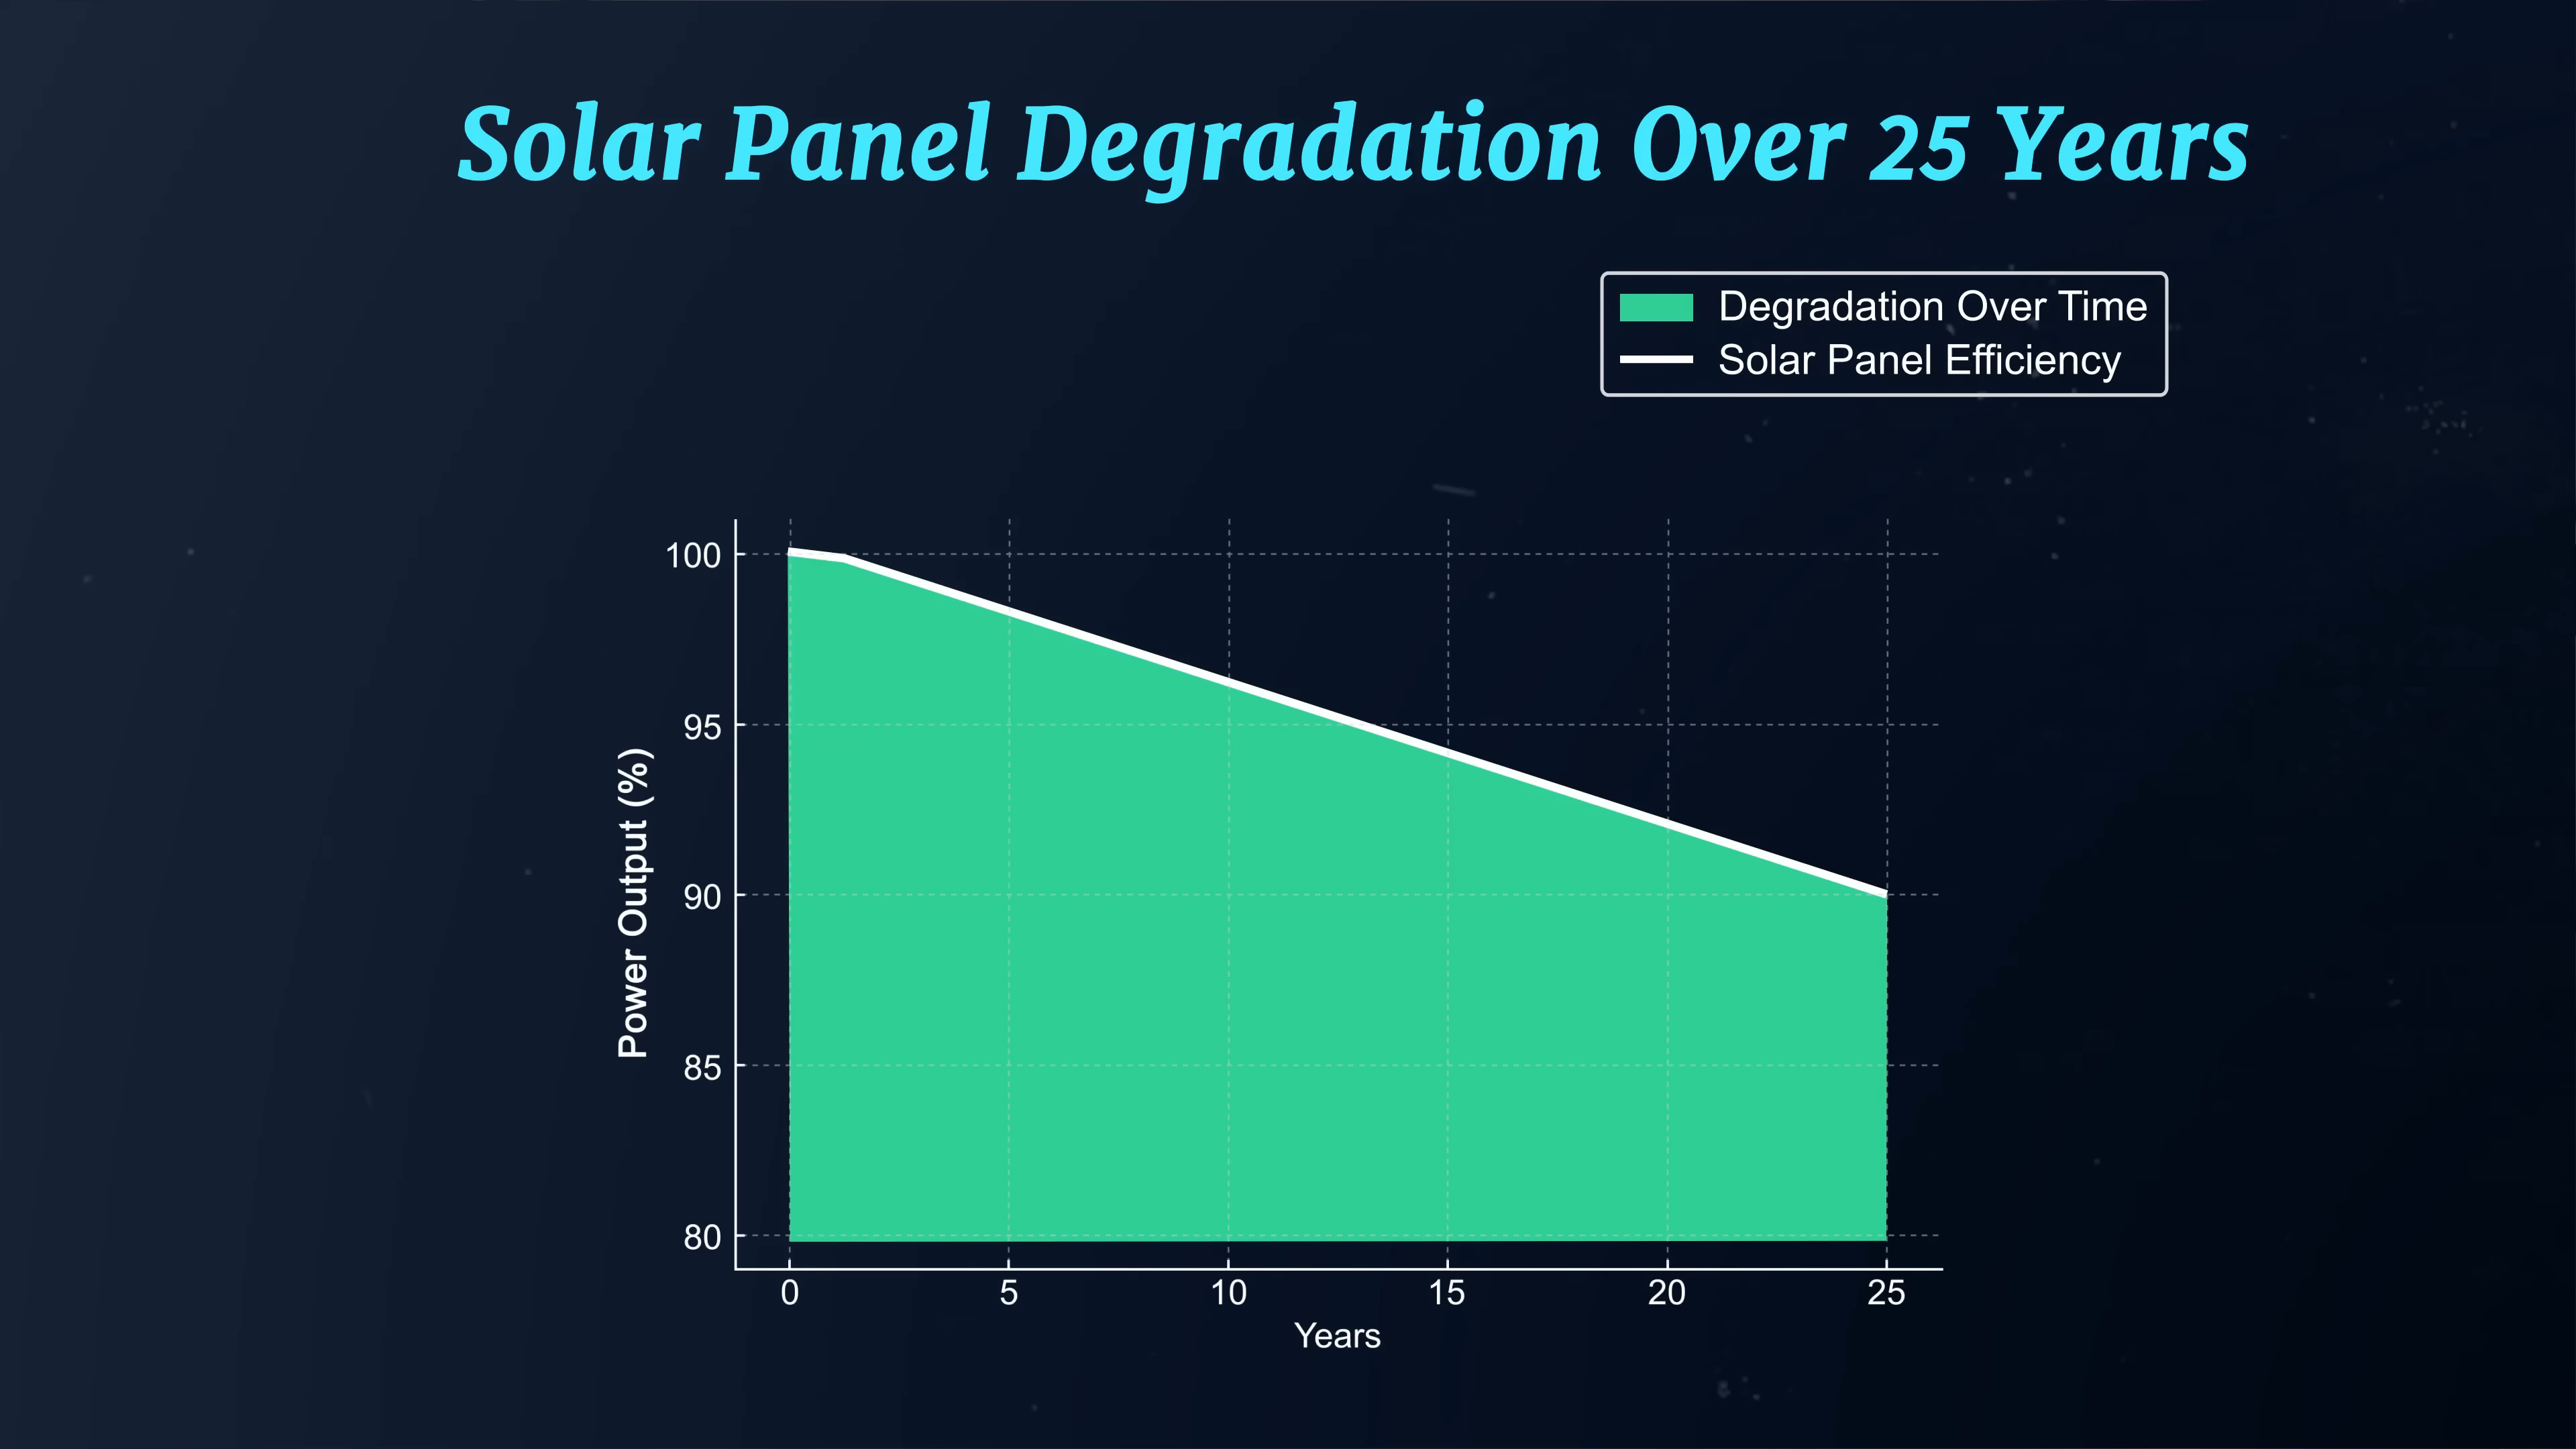 Solar Panel Degradation Over 25 Years
Degradation Over Time
Solar Panel Efficiency
100
95
90
85
80
Power Output (%)
0 5 10 15 20 25
Years